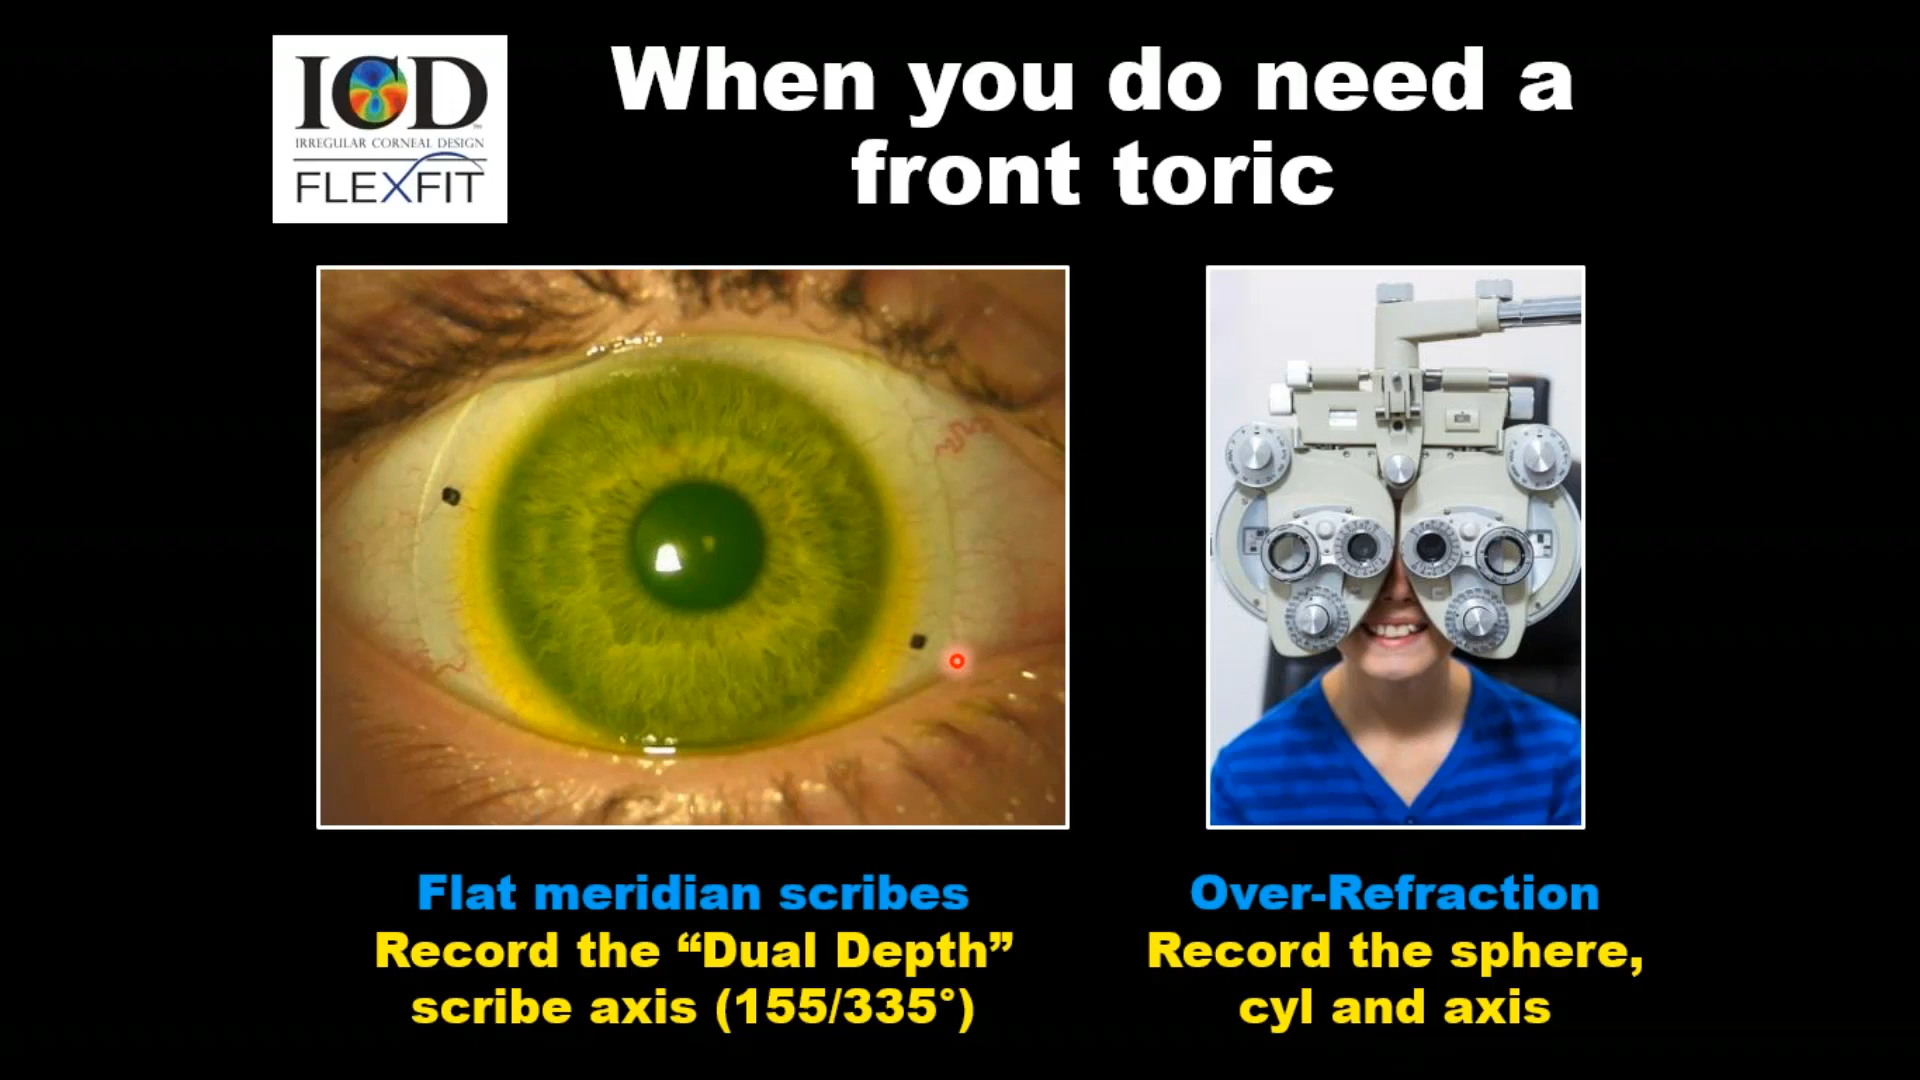 ICD
IRREGULAR CORNEAL DESIGN
FLEXFIT
When you do need a
front toric
Flat meridian scribes
Record the “Dual Depth”
scribe axis (155/335°)
Over-Refraction
Record the sphere,
cyl and axis